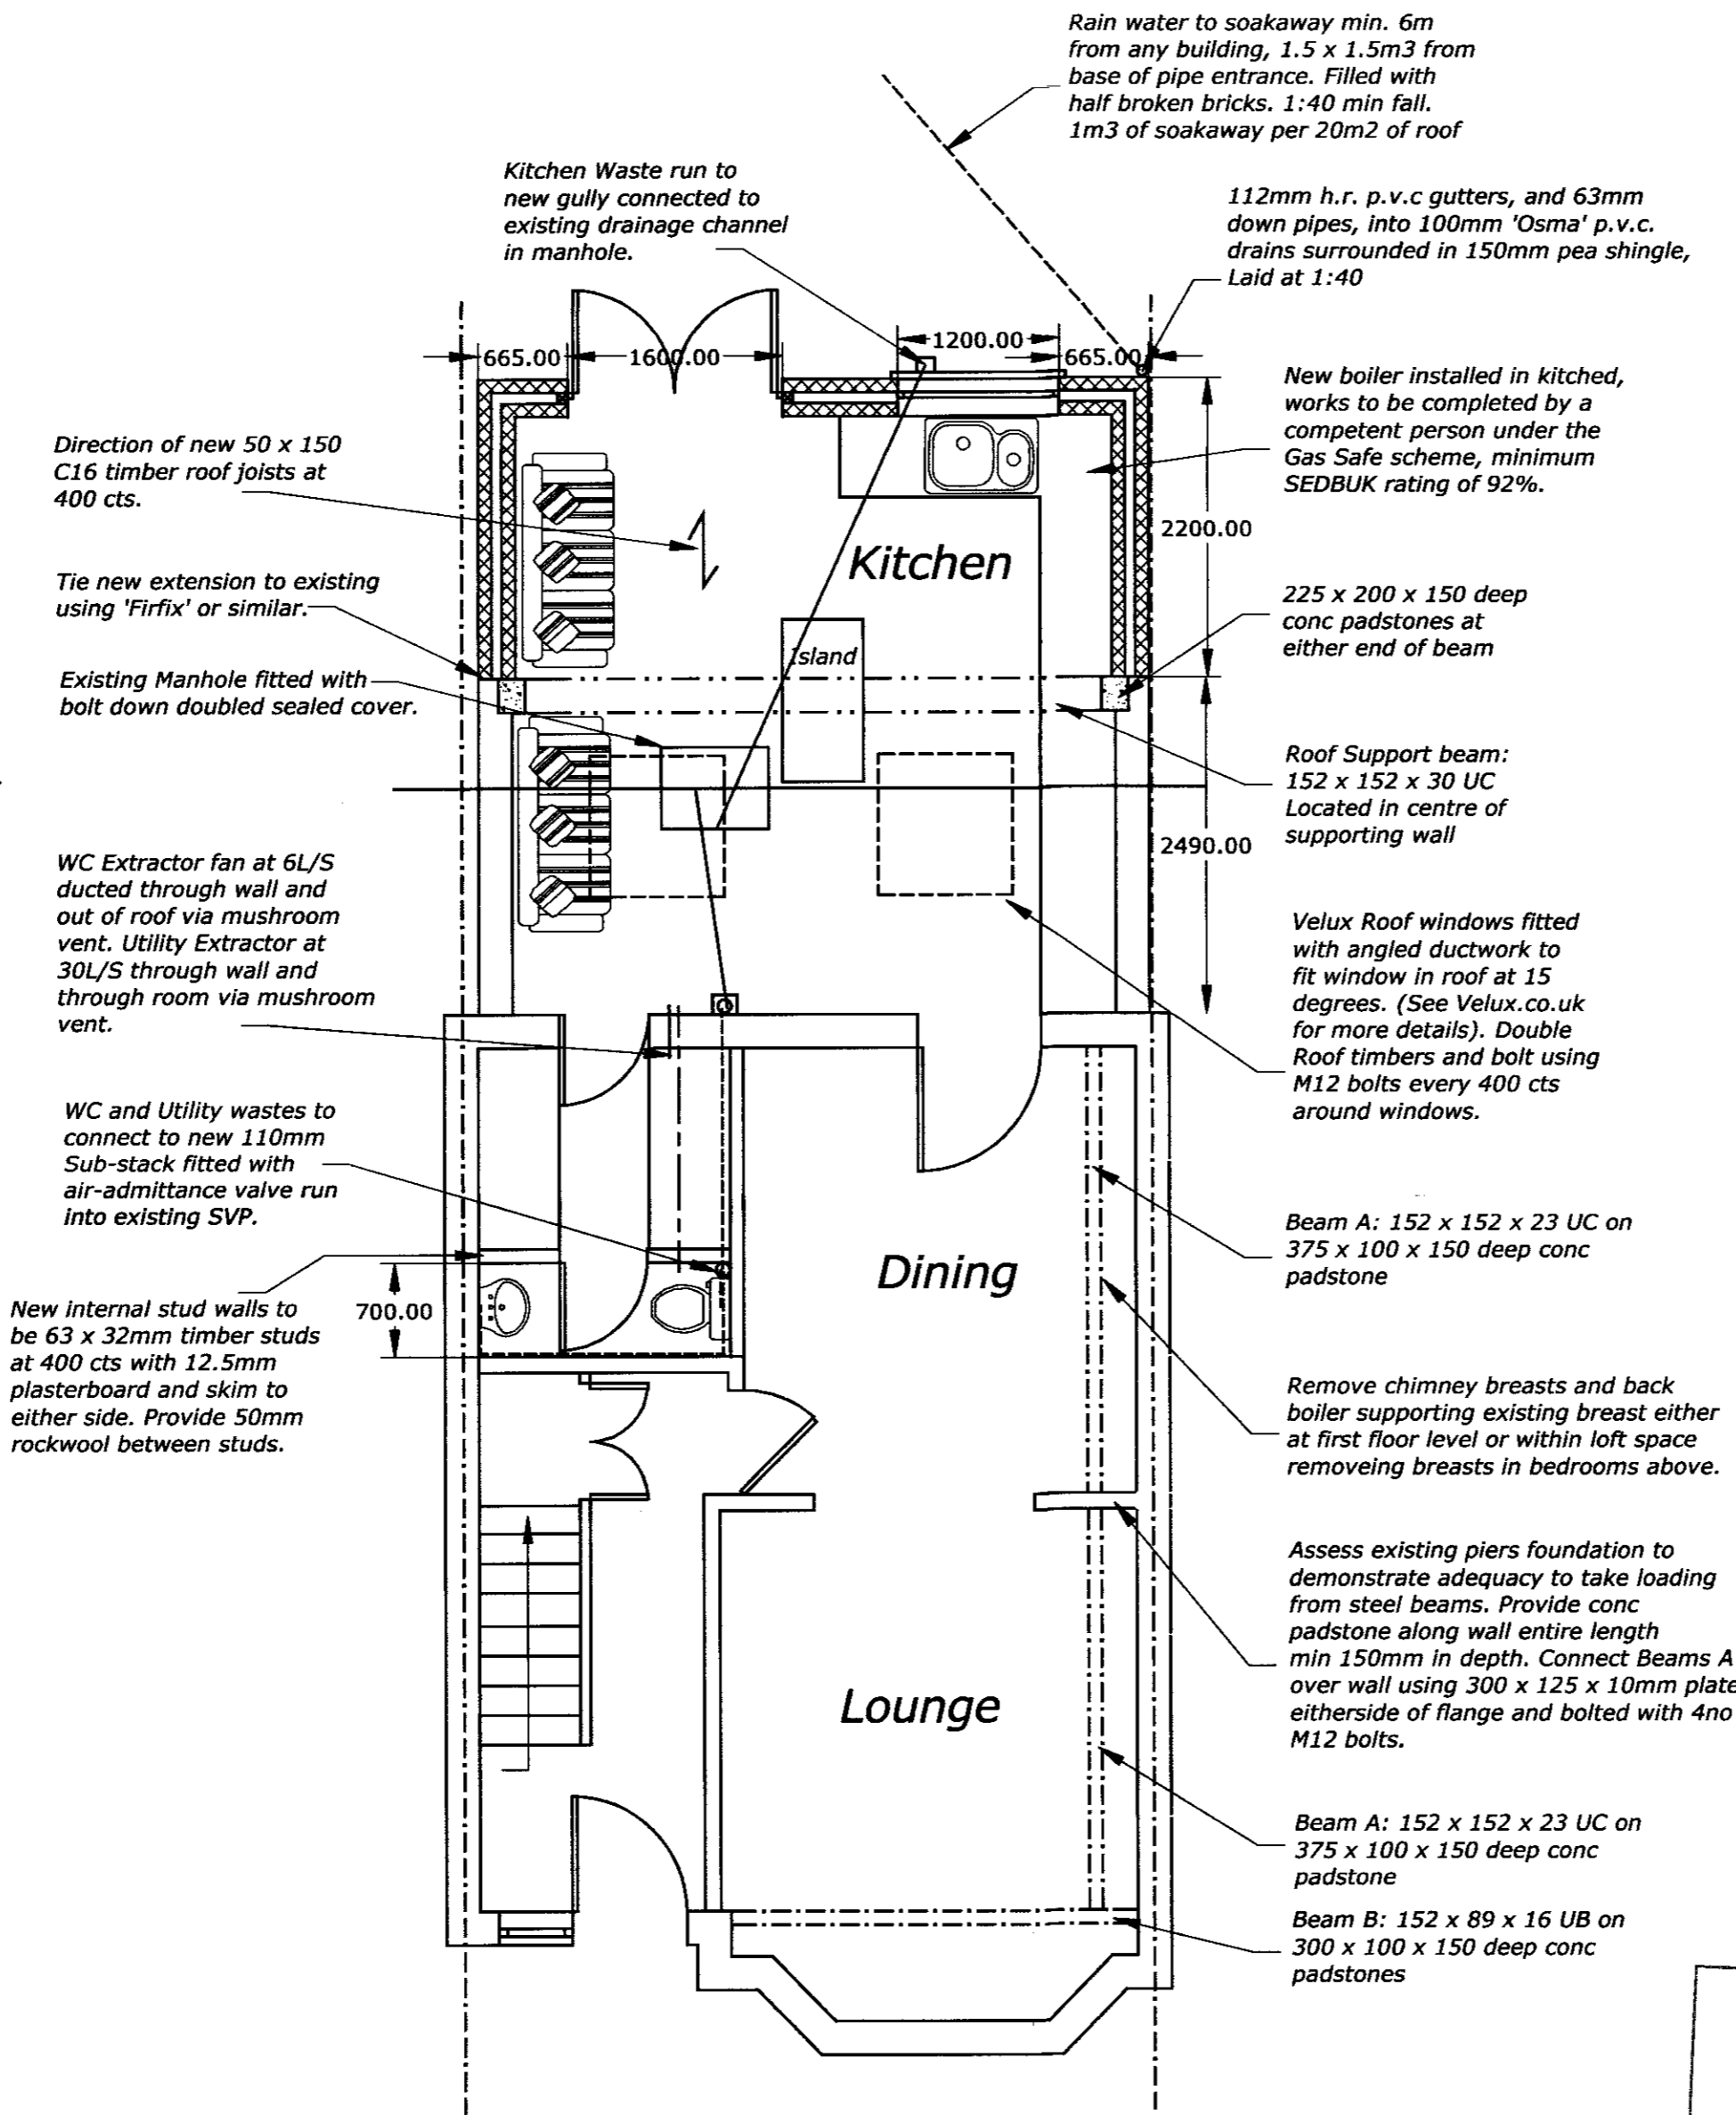 Rain water to soakaway min. 6m
from any building, 1.5 x 1.5m3 from
base of pipe entrance. Filled with
half broken bricks. 1:40 min fall.
1m3 of soakaway per 20m2 of roof
Kitchen Waste run to
new gully connected to
existing drainage channel
in manhole.
112mm h.r. p.v.c gutters, and 63mm
down pipes, into 100mm 'Osma' p.v.c.
drains surrounded in 150mm pea shingle,
Laid at 1:40
665.00
1600.00
1200.00
665.00
New boiler installed in kitched,
works to be completed by a
competent person under the
Gas Safe scheme, minimum
SEDBUK rating of 92%.
Direction of new 50 x 150
C16 timber roof joists at
400 cts.
2200.00
Kitchen
Tie new extension to existing
using 'Firfix' or similar.
225 x 200 x 150 deep
conc padstones at
either end of beam
Island
Existing Manhole fitted with
bolt down doubled sealed cover.
Roof Support beam:
152 x 152 x 30 UC
Located in centre of
supporting wall
2490.00
WC Extractor fan at 6L/S
ducted through wall and
out of roof via mushroom
vent. Utility Extractor at
30L/S through wall and
through room via mushroom
vent.
Velux Roof windows fitted
with angled ductwork to
fit window in roof at 15
degrees. (See Velux.co.uk
for more details). Double
Roof timbers and bolt using
M12 bolts every 400 cts
around windows.
WC and Utility wastes to
connect to new 110mm
Sub-stack fitted with
air-admittance valve run
into existing SVP.
Beam A: 152 x 152 x 23 UC on
375 x 100 x 150 deep conc
padstone
Dining
700.00
New internal stud walls to
be 63 x 32mm timber studs
at 400 cts with 12.5mm
plasterboard and skim to
either side. Provide 50mm
rockwool between studs.
Remove chimney breasts and back
boiler supporting existing breast either
at first floor level or within loft space
removeing breasts in bedrooms above.
Assess existing piers foundation to
demonstrate adequacy to take loading
from steel beams. Provide conc
padstone along wall entire length
min 150mm in depth. Connect Beams A
over wall using 300 x 125 x 10mm plate
eitherside of flange and bolted with 4no
M12 bolts.
Lounge
Beam A: 152 x 152 x 23 UC on
375 x 100 x 150 deep conc
padstone
Beam B: 152 x 89 x 16 UB on
300 x 100 x 150 deep conc
padstones